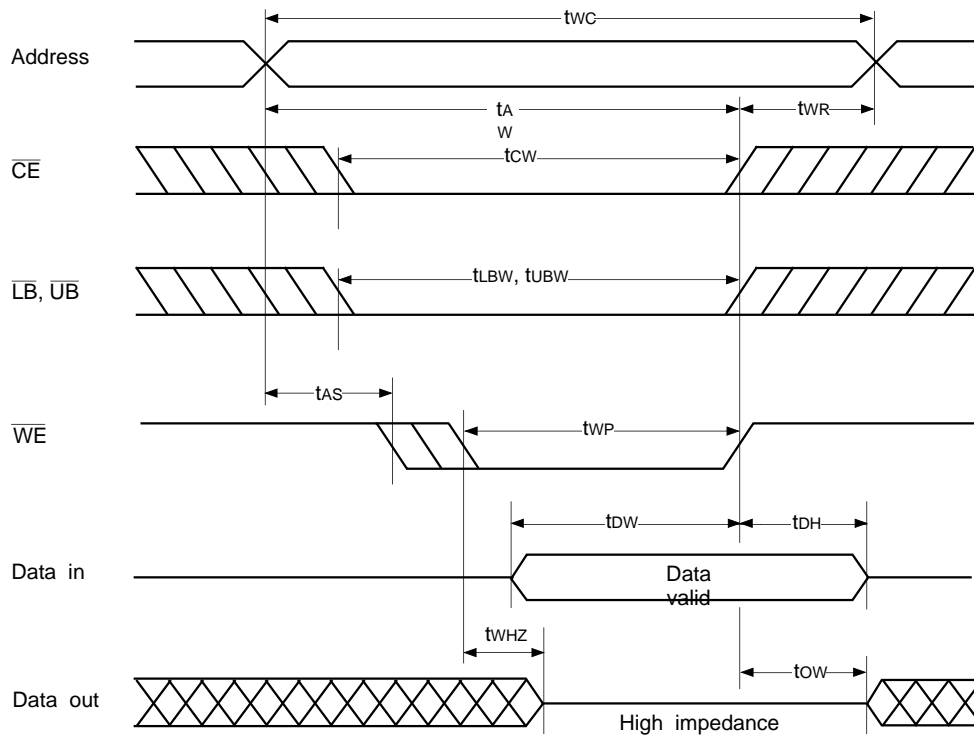 tWC
Address
tA
W
tWR
CE
tCW
LB, UB
tLBW, tUBW
tAS
WE
tWP
tDW
tDH
Data in
Data
valid
tWHZ
tOW
Data out
High impedance